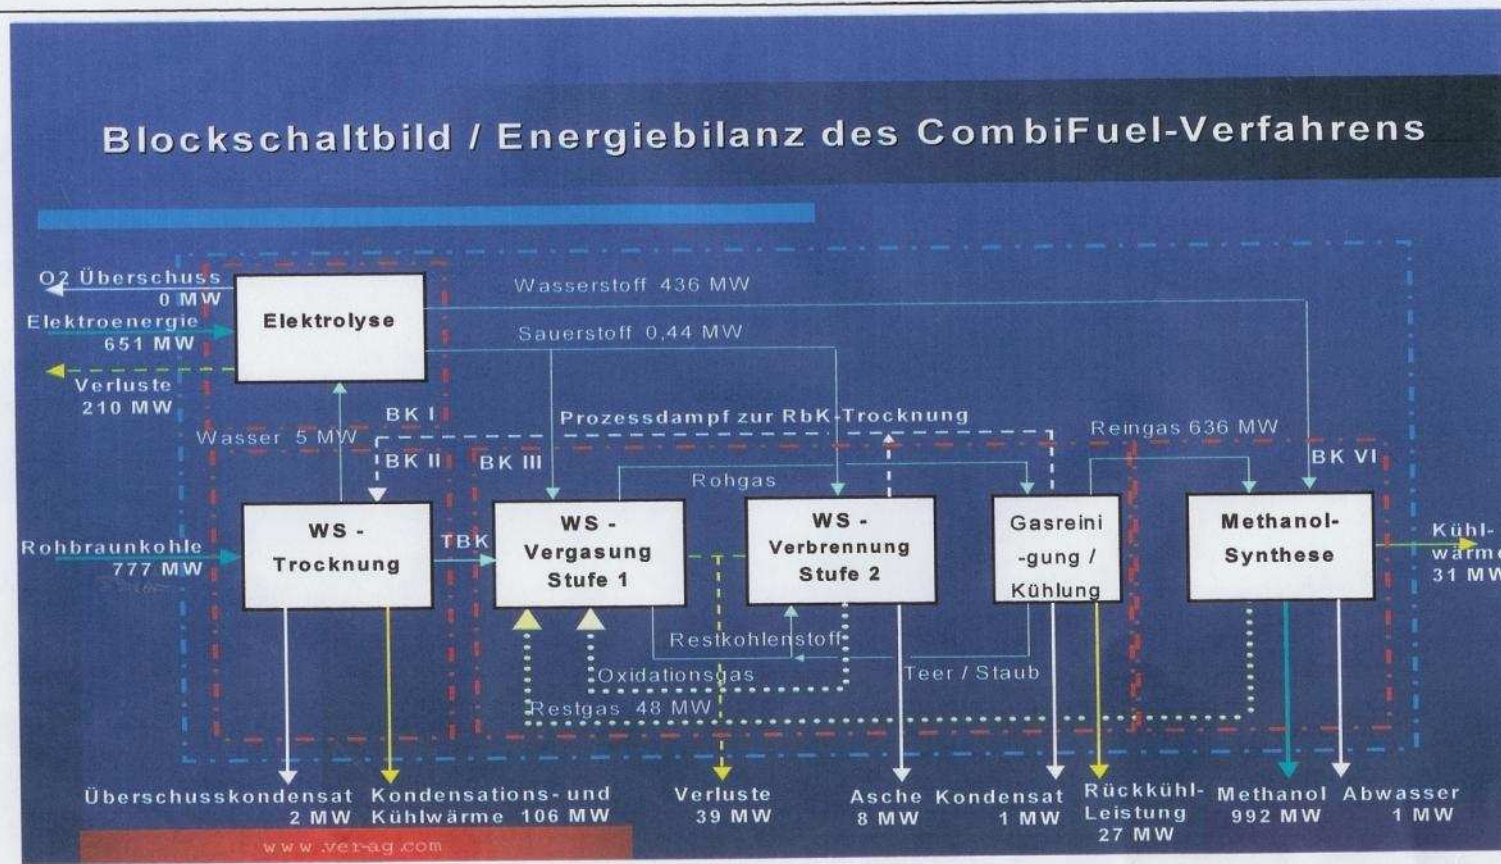 Blockschaltbild / Energiebilanz des CombiFuel-Verfahrens
O2 Überschuss
0 MW
Elektroenergie
651 MW
Verluste
210 MW
Elektrolyse
Wasserstoff 436 MW
Sauerstoff 0,44 MW
BK I
Wasser 5 MW
BK II
BK III
Prozessdampf zur RbK-Trocknung
Reingas 636 MW
BK VI
Rohgas
Rohbraunkohle
777 MW
WS -
Trocknung
TBK
WS -
Vergasung
Stufe 1
WS -
Verbrennung
Stufe 2
Gasreini
-gung /
Kühlung
Methanol-
Synthese
Kühl-
wärme
31 MW
Restkohlenstoff
Oxidationsgas
Teer / Staub
Restgas 48 MW
Überschusskondensat
2 MW
Kondensations- und
Kühlwärme 106 MW
Verluste
39 MW
Asche
8 MW
Kondensat
1 MW
Rückkühl-
Leistung
27 MW
Methanol
992 MW
Abwasser
1 MW
www.ver-ag.com